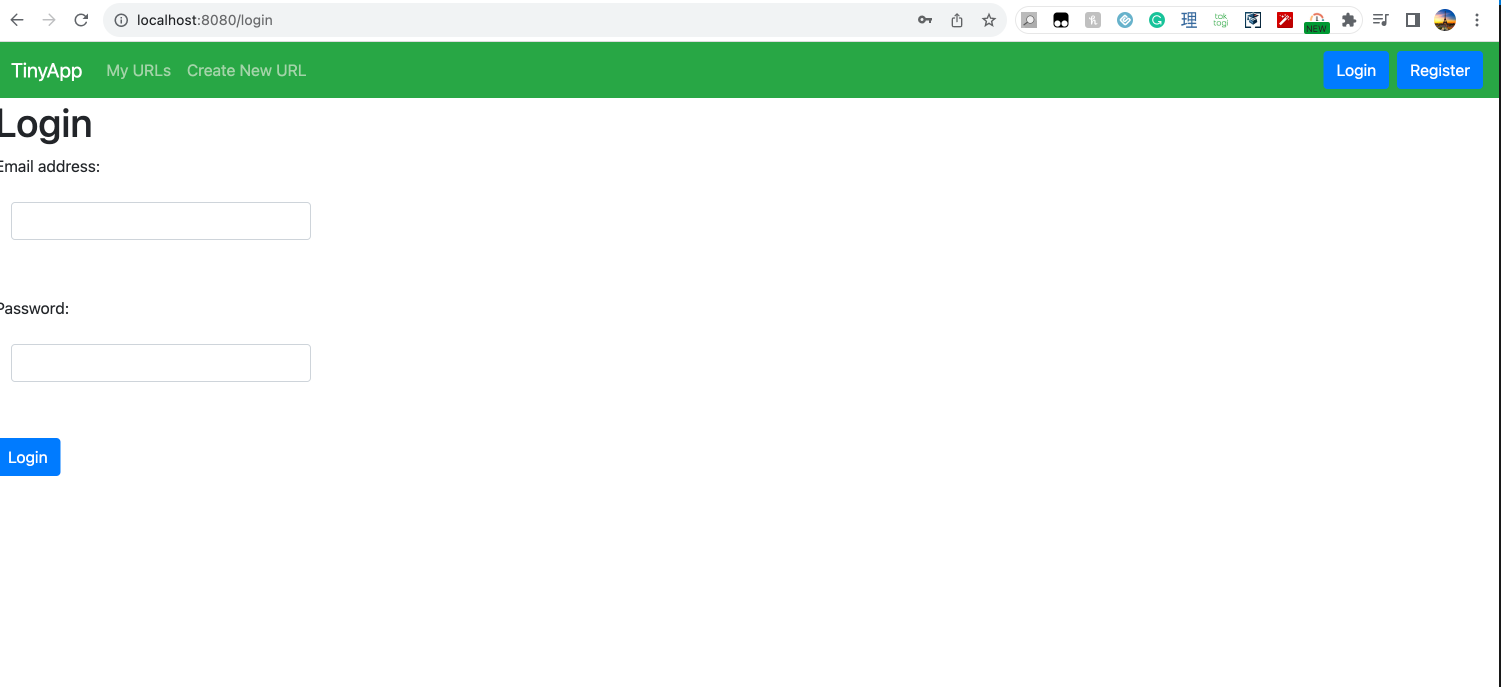 localhost:8080/login
理
tok
togi
NEW
TinyApp My URLs Create New URL Login Register
Login
Email address:
Password:
Login